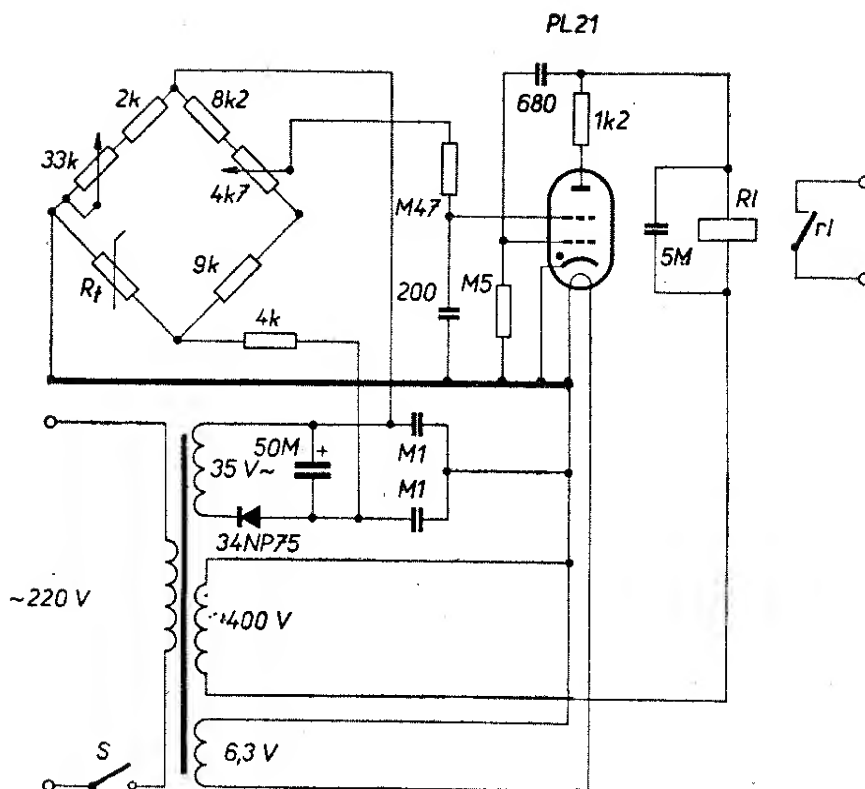 PL21
2k
8k2
680
1k2
33k
4k7
M47
Rl
rl
5M
Rt
9k
200
M5
4k
50M
+
M1
35 V~
M1
34NP75
~220 V
~400 V
S
6,3 V